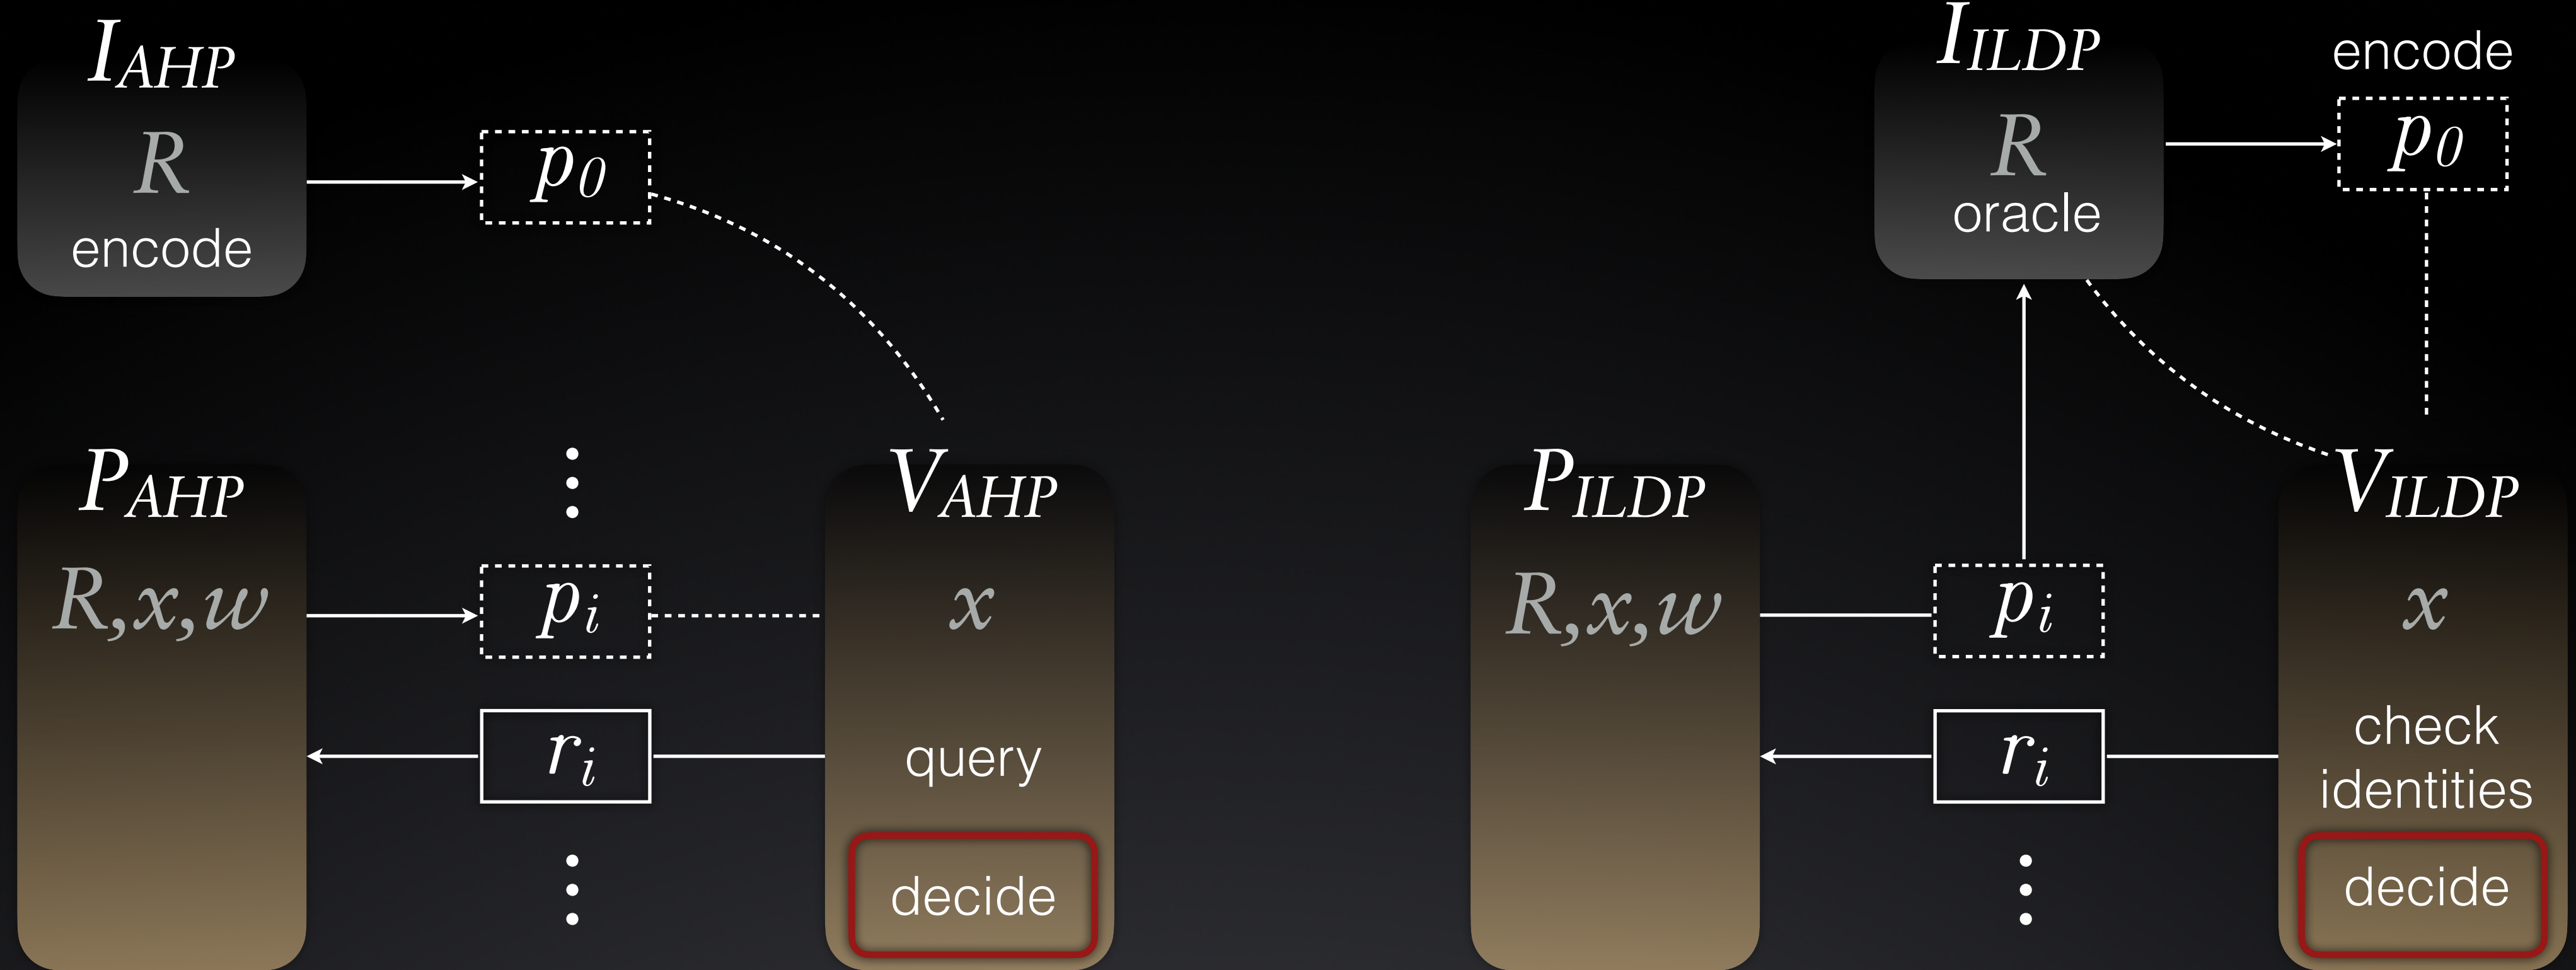 I_AHP
R
encode
p_0
P_AHP
R,x,w
p_i
r_i
V_AHP
x
query
decide
I_ILDP
R
oracle
encode
p_0
P_ILDP
R,x,w
p_i
r_i
V_ILDP
x
check
identities
decide